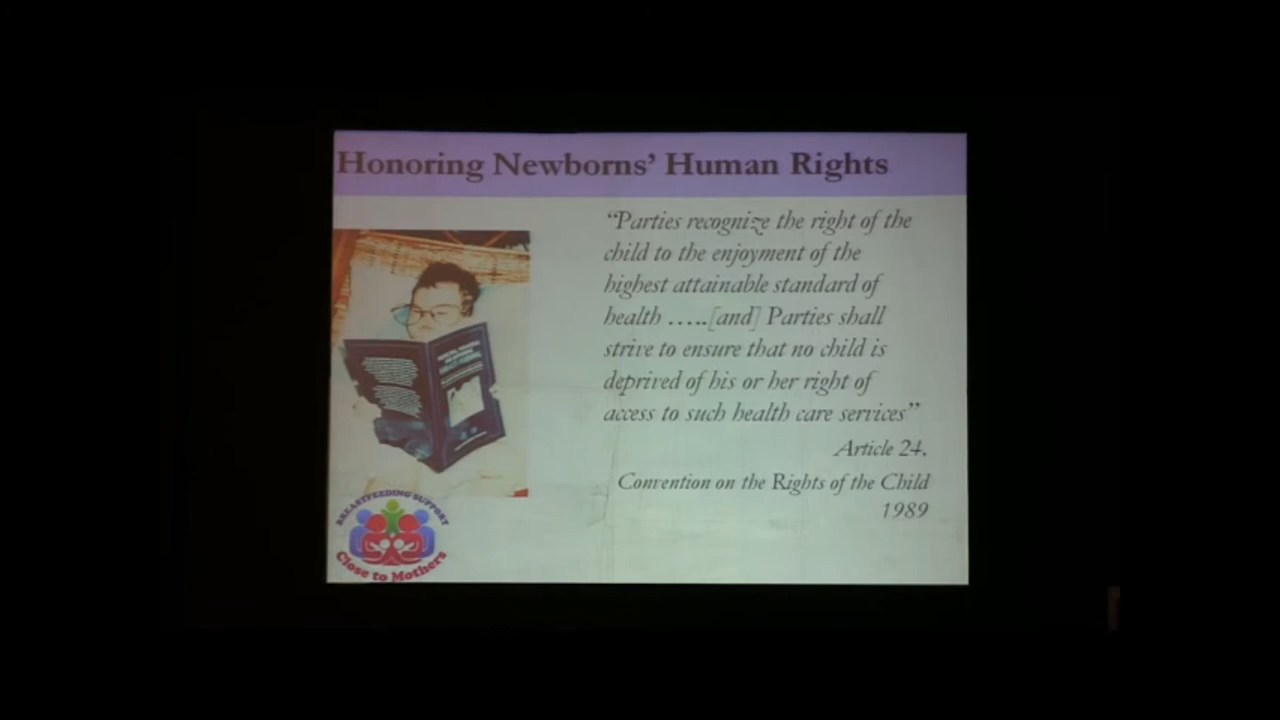 Honoring Newborns' Human Rights
“Parties recognize the right of the
child to the enjoyment of the
highest attainable standard of
health …..[and] Parties shall
strive to ensure that no child is
deprived of his or her right of
access to such health care services”
Article 24,
Convention on the Rights of the Child
1989
BREASTFEEDING SUPPORT
Close to Mothers